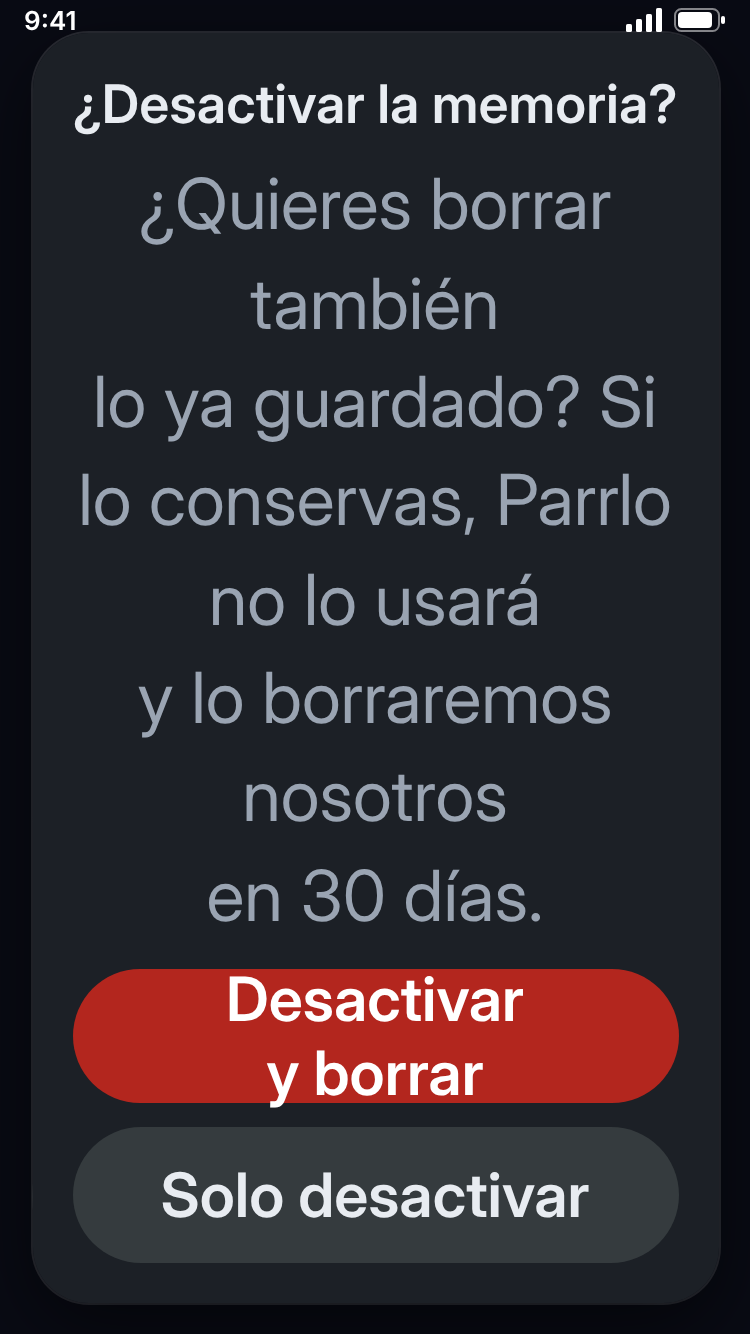 9:41
¿Desactivar la memoria?
¿Quieres borrar
también
lo ya guardado? Si
lo conservas, Parrlo
no lo usará
y lo borraremos
nosotros
en 30 días.
Desactivar
y borrar
Solo desactivar